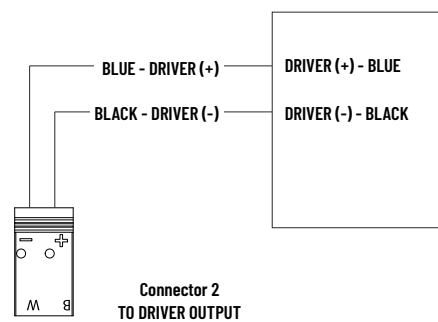 BLUE - DRIVER (+) DRIVER (+) - BLUE
BLACK - DRIVER (-) DRIVER (-) - BLACK
- +
W B
Connector 2
TO DRIVER OUTPUT